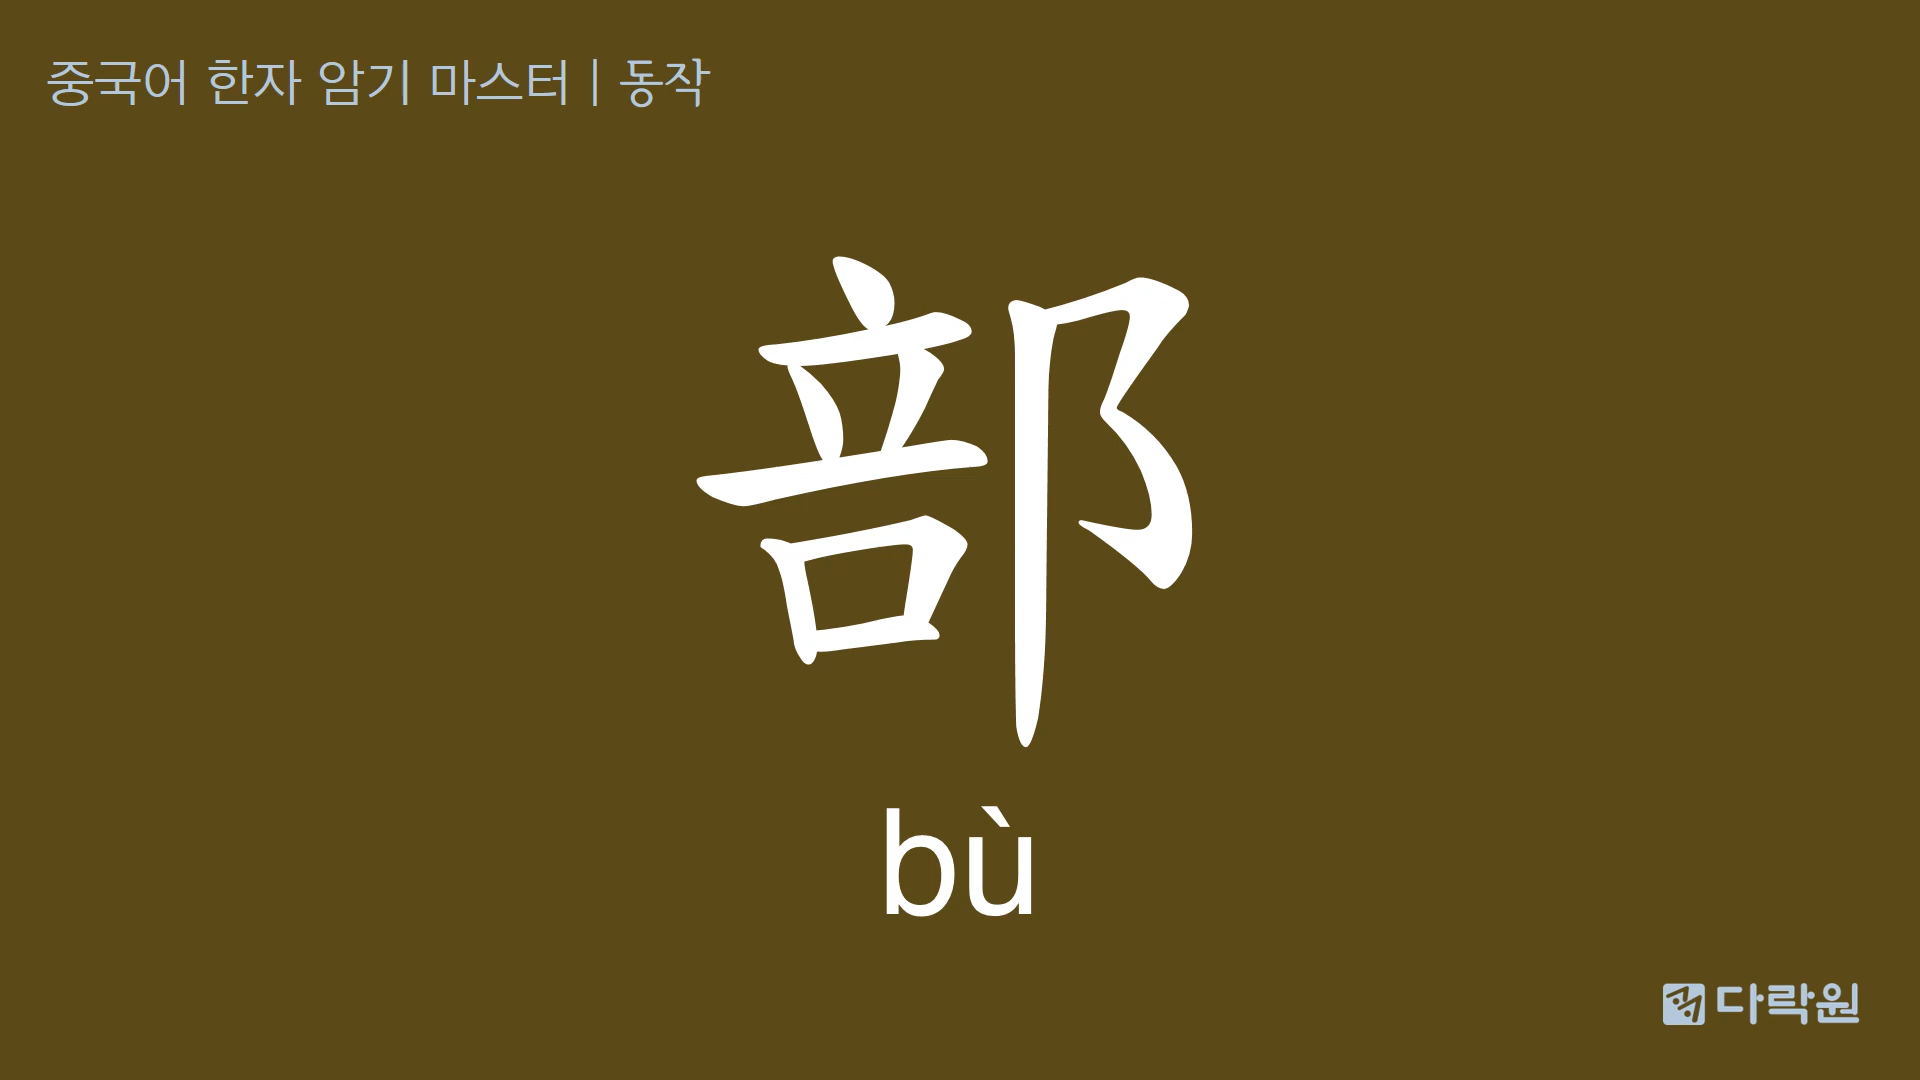 중국어 한자 암기 마스터 | 동작
部
bù
다락원